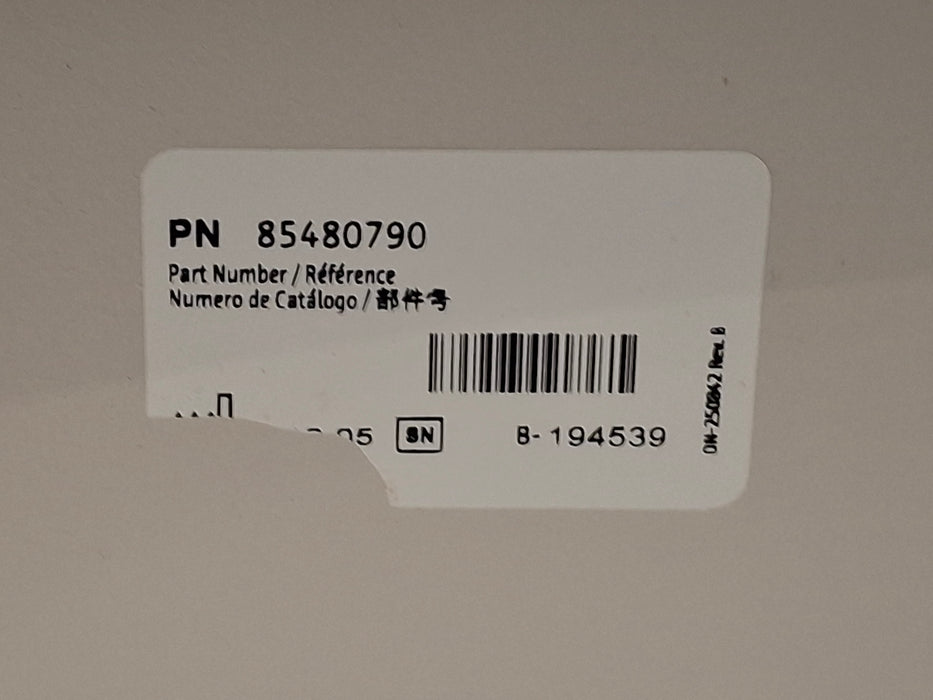 PN 85480790
Part Number / Référence
Numero de Catálogo / 部件号
SN B-194539